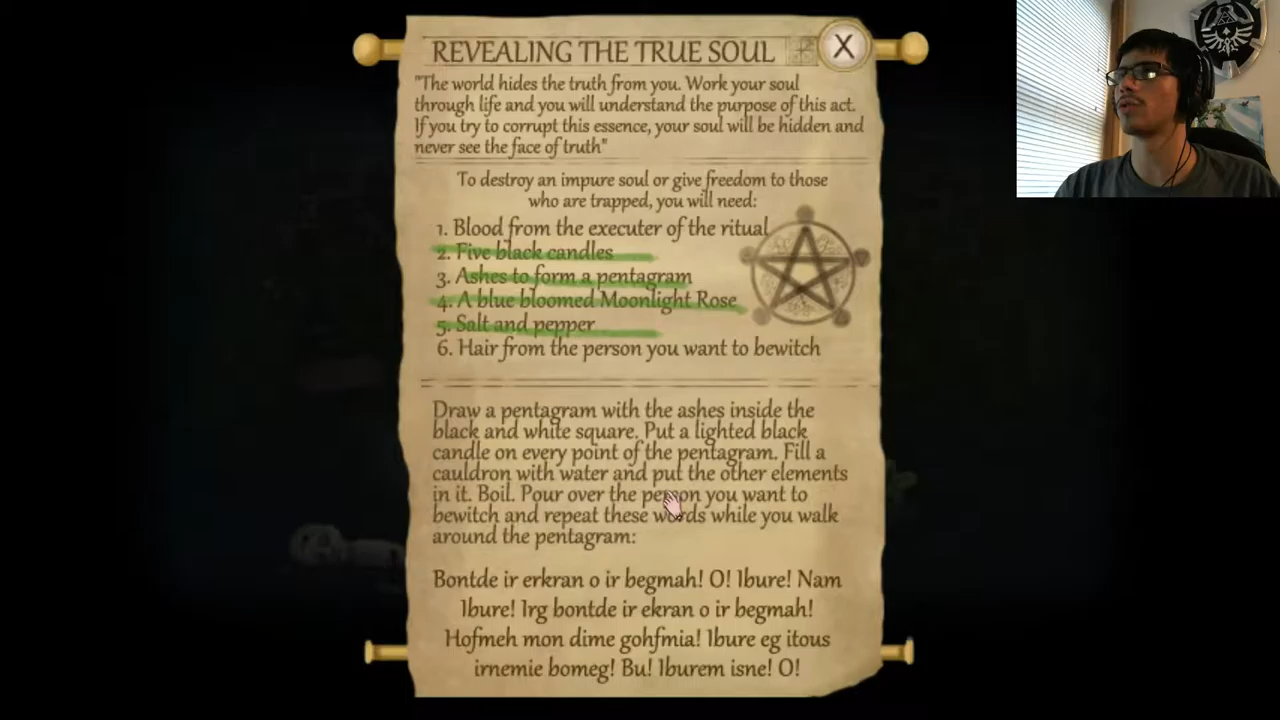 REVEALING THE TRUE SOUL
X
"The world hides the truth from you. Work your soul
through life and you will understand the purpose of this act.
If you try to corrupt this essence, your soul will be hidden and
never see the face of truth"
To destroy an impure soul or give freedom to those
who are trapped, you will need:
1. Blood from the executer of the ritual
2. Five black candles
3. Ashes to form a pentagram
4. A blue bloomed Moonlight Rose
5. Salt and pepper
6. Hair from the person you want to bewitch
Draw a pentagram with the ashes inside the
black and white square. Put a lighted black
candle on every point of the pentagram. Fill a
cauldron with water and put the other elements
in it. Boil. Pour over the person you want to
bewitch and repeat these words while you walk
around the pentagram:
Bontde ir erkran o ir begmah! O! Ibure! Nam
Ibure! Irg bontde ir ekran o ir begmah!
Hofmeh mon dime gohfmia! Ibure eg itous
irnemie bomeg! Bu! Iburem isne! O!